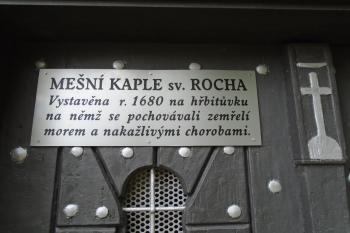 MEŠNÍ KAPLE sv. ROCHA
Vystavěna r. 1680 na hřbitůvku
na němž se pochovávali zemřelí
morem a nakažlivými chorobami.